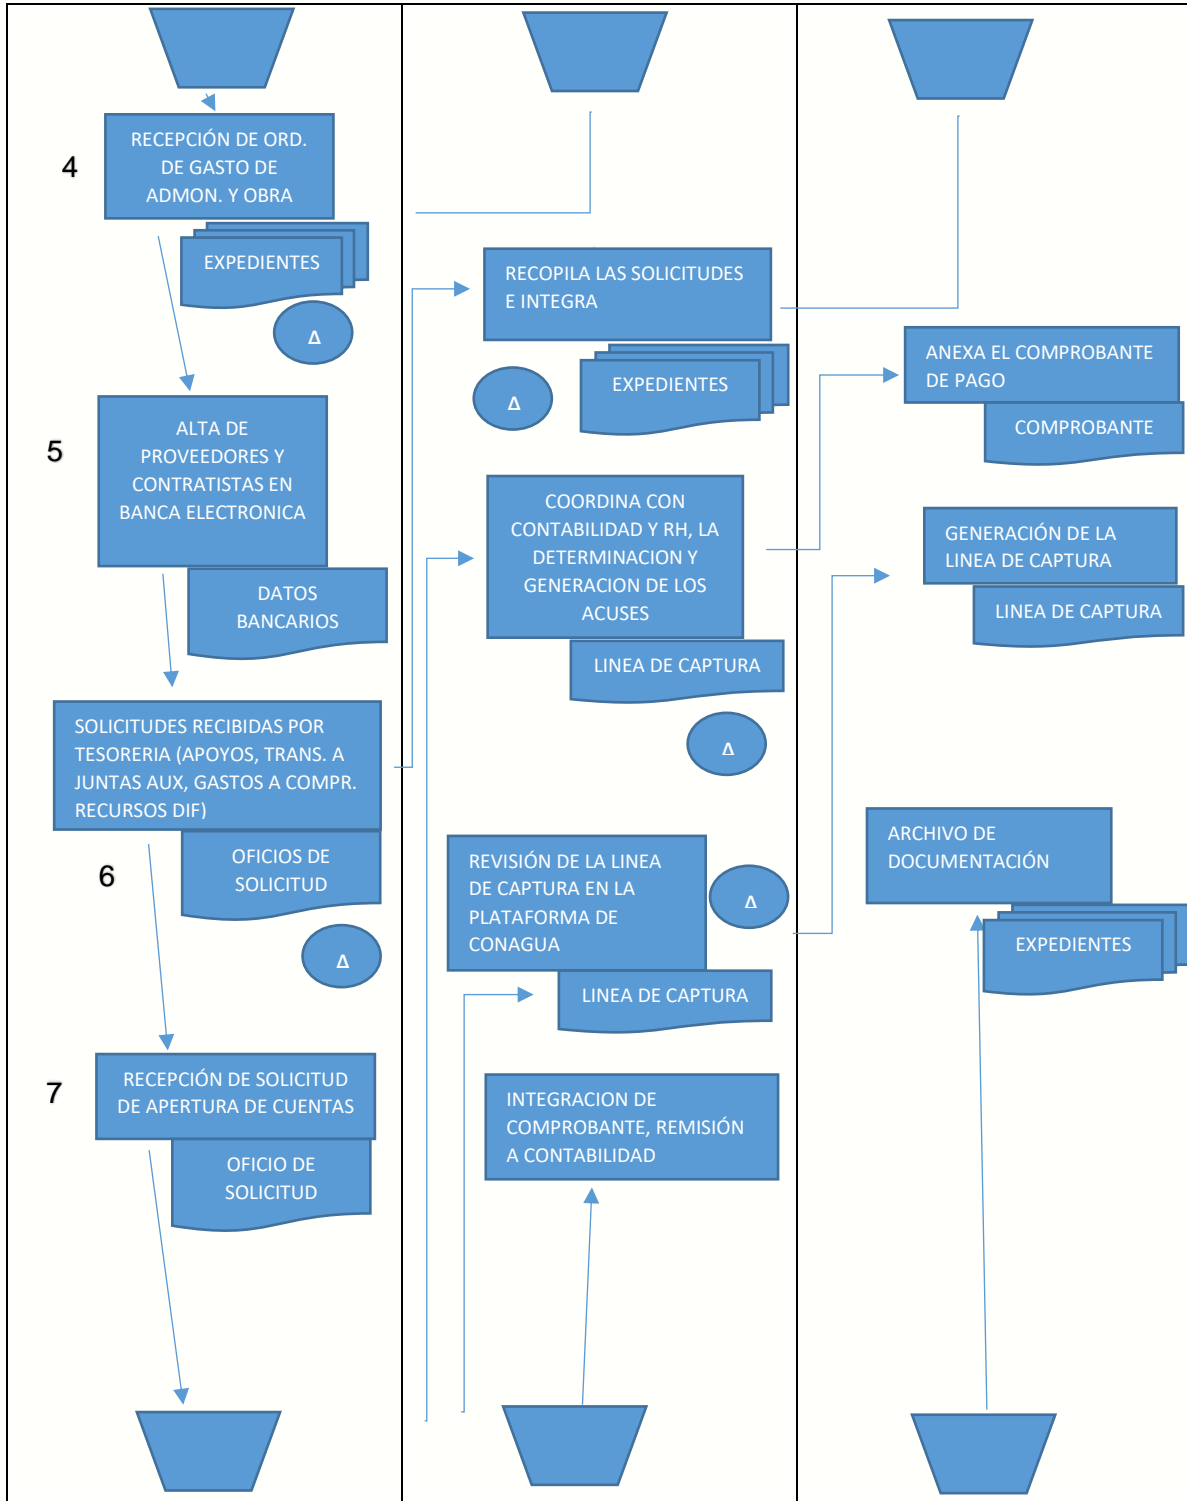 4
RECEPCIÓN DE ORD.
DE GASTO DE
ADMON. Y OBRA
EXPEDIENTES
Δ
5
ALTA DE
PROVEEDORES Y
CONTRATISTAS EN
BANCA ELECTRONICA
DATOS
BANCARIOS
SOLICITUDES RECIBIDAS POR
TESORERIA (APOYOS, TRANS. A
JUNTAS AUX, GASTOS A COMPR.
RECURSOS DIF)
6
OFICIOS DE
SOLICITUD
Δ
7
RECEPCIÓN DE SOLICITUD
DE APERTURA DE CUENTAS
OFICIO DE
SOLICITUD
RECOPILA LAS SOLICITUDES
E INTEGRA
EXPEDIENTES
Δ
COORDINA CON
CONTABILIDAD Y RH, LA
DETERMINACION Y
GENERACION DE LOS
ACUSES
LINEA DE CAPTURA
Δ
REVISIÓN DE LA LINEA
DE CAPTURA EN LA
PLATAFORMA DE
CONAGUA
Δ
LINEA DE CAPTURA
INTEGRACION DE
COMPROBANTE, REMISIÓN
A CONTABILIDAD
ANEXA EL COMPROBANTE
DE PAGO
COMPROBANTE
GENERACIÓN DE LA
LINEA DE CAPTURA
LINEA DE CAPTURA
ARCHIVO DE
DOCUMENTACIÓN
EXPEDIENTES